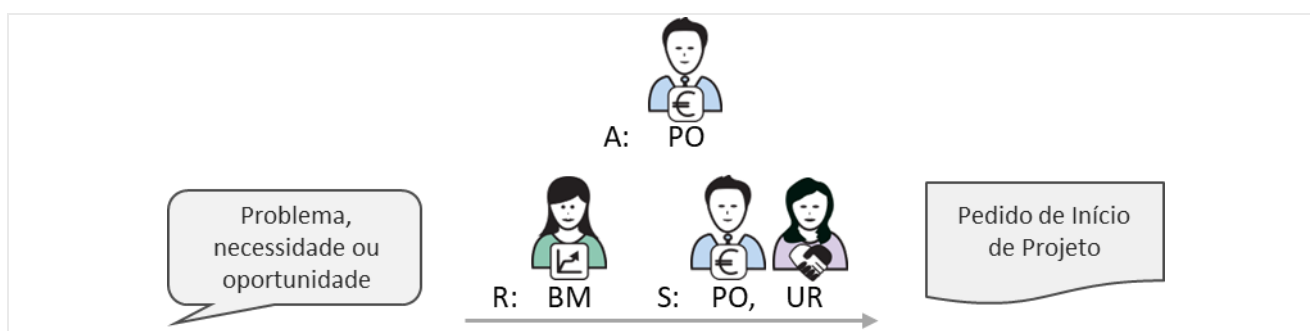 A: PO
Problema,
necessidade ou
oportunidade
R: BM
S: PO, UR
Pedido de Início
de Projeto